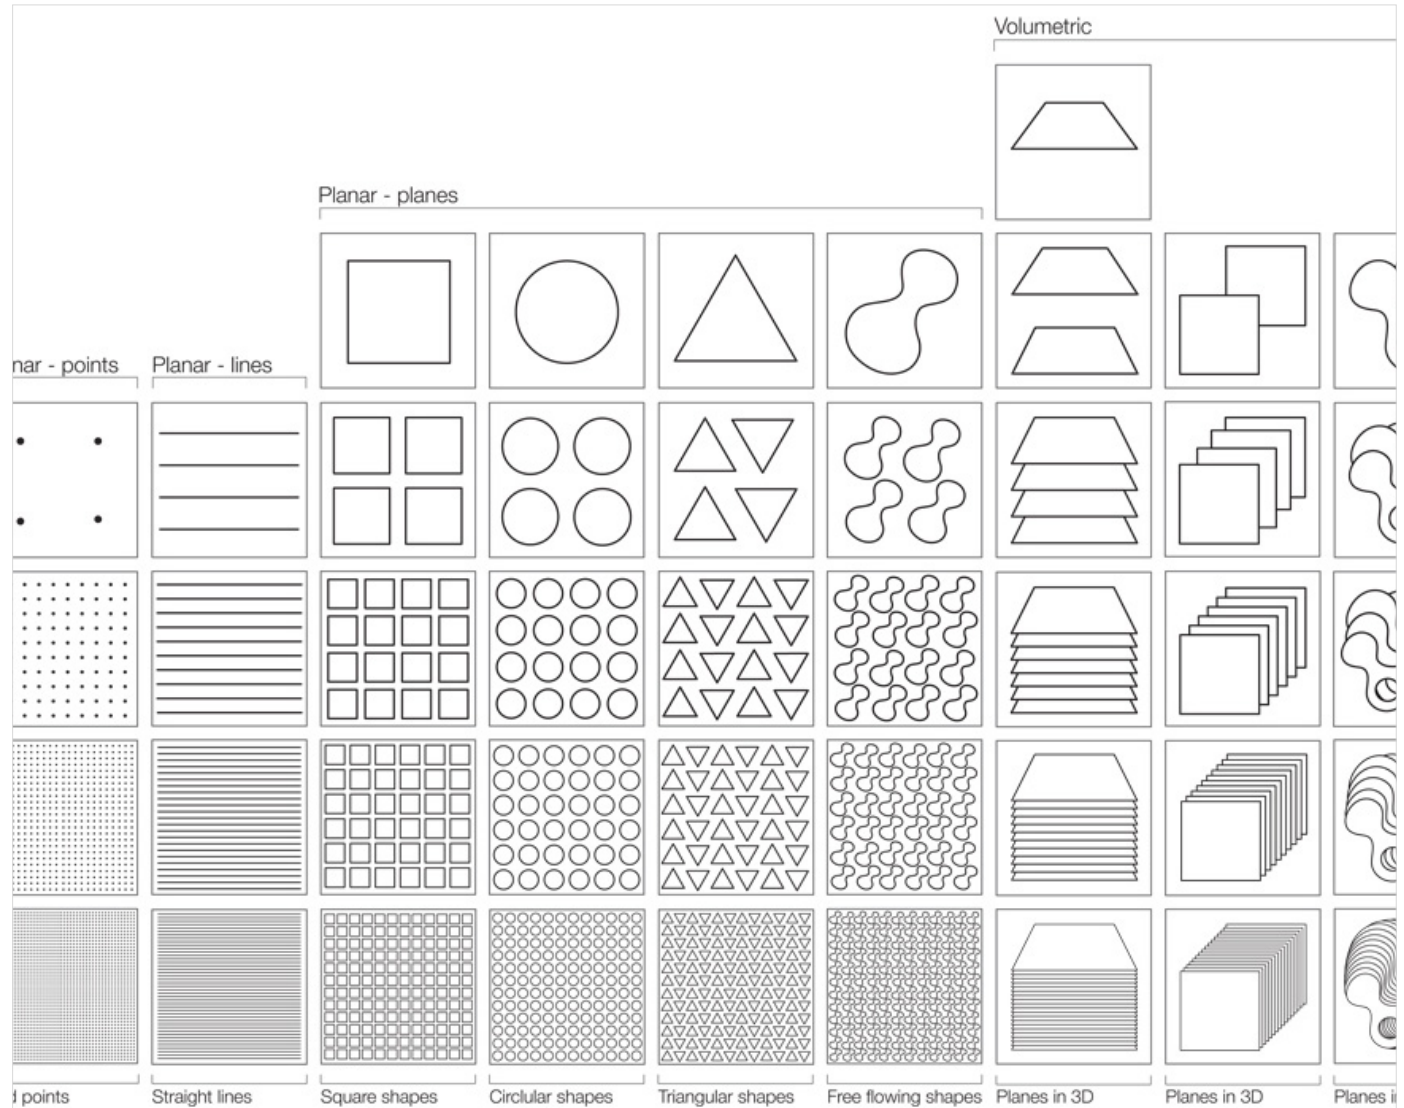 Volumetric
Planar - planes
nar - points
Planar - lines
d points
Straight lines
Square shapes
Circlular shapes
Triangular shapes
Free flowing shapes
Planes in 3D
Planes in 3D
Planes i